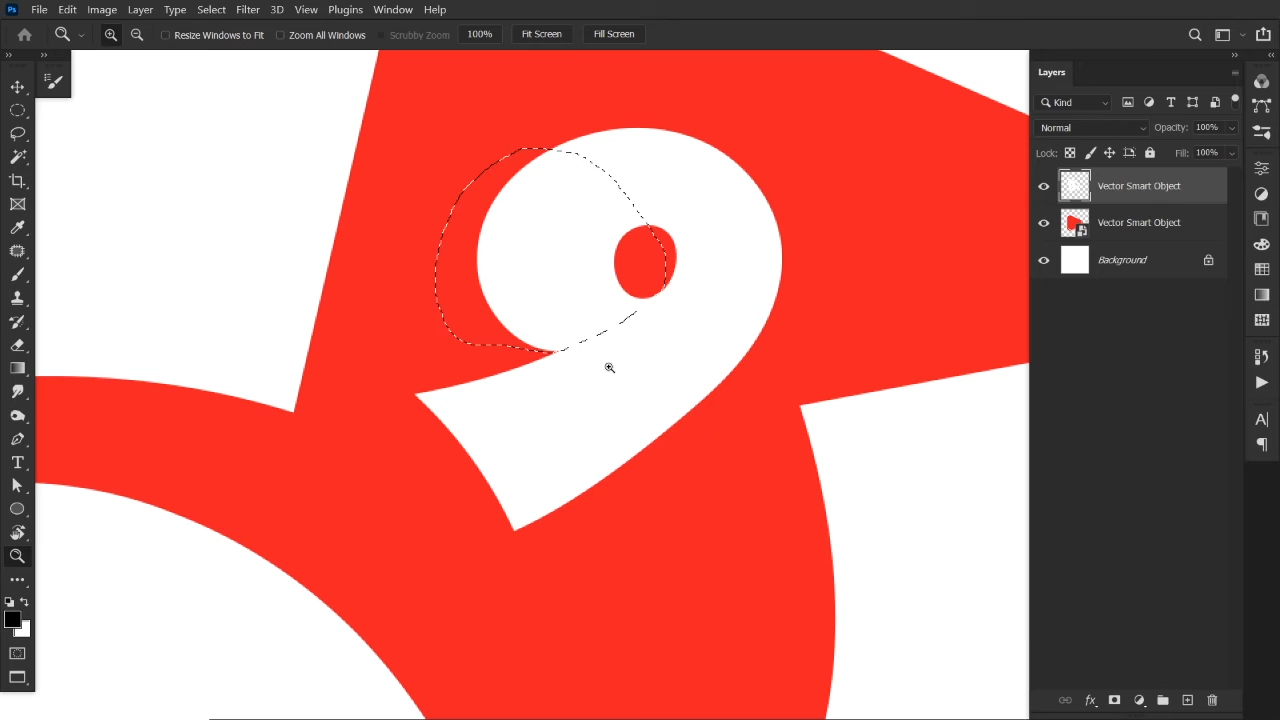 Ps File Edit Image Layer Type Select Filter 3D View Plugins Window Help
Resize Windows to Fit Zoom All Windows Scrubby Zoom 100% Fit Screen Fill Screen
Layers
Kind
Normal Opacity: 100%
Lock: Fill: 100%
Vector Smart Object
Vector Smart Object
Background
9